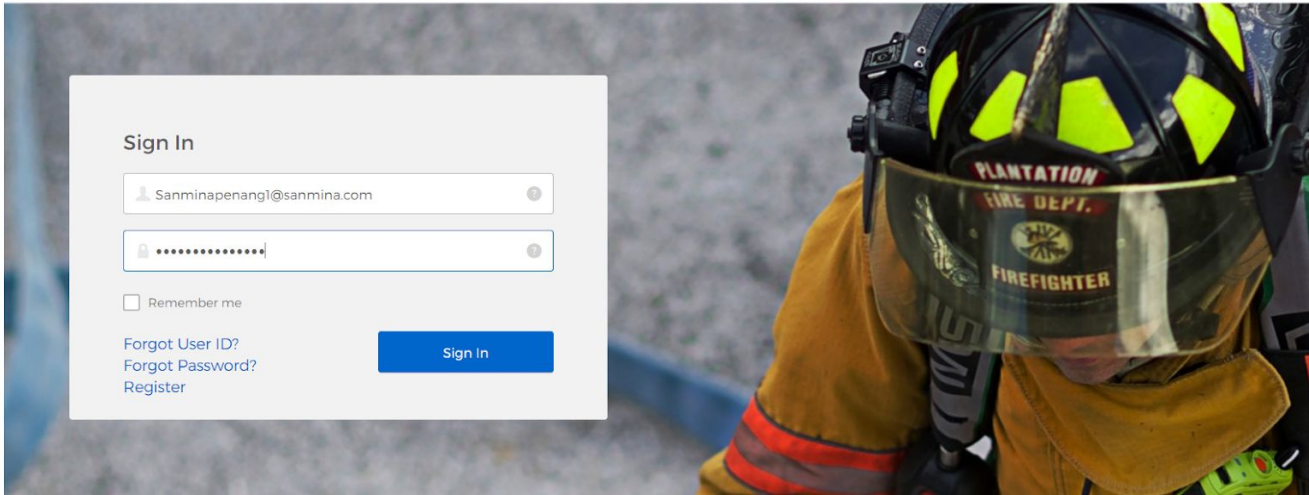 Sign In
Sanminapenang1@sanmina.com
?
•••••••••••••••
?
Remember me
Forgot User ID?
Forgot Password?
Register
Sign In
PLANTATION
FIRE DEPT.
FIREFIGHTER